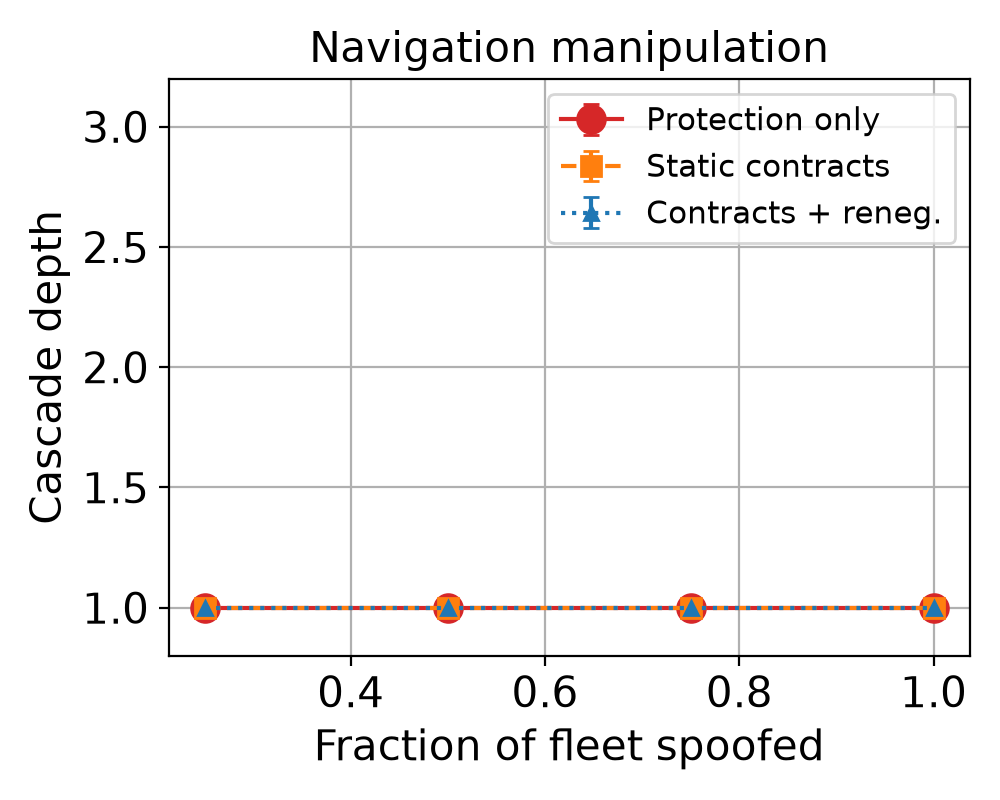 Navigation manipulation
Protection only
Static contracts
Contracts + reneg.
3.0
2.5
2.0
1.5
1.0
Cascade depth
0.4 0.6 0.8 1.0
Fraction of fleet spoofed